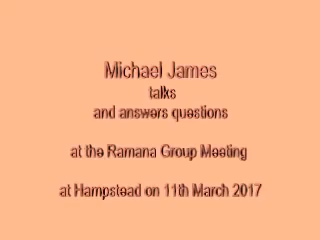 Michael James
talks
and answers questions
at the Ramana Group Meeting
at Hampstead on 11th March 2017